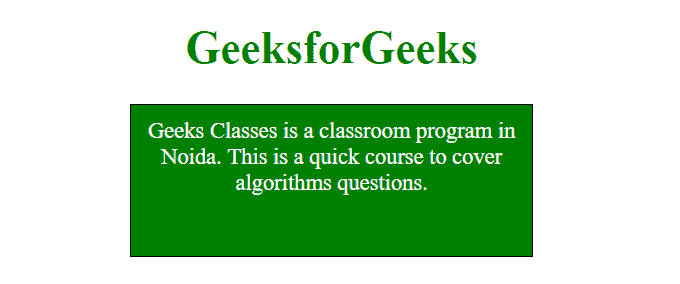 GeeksforGeeks
Geeks Classes is a classroom program in
Noida. This is a quick course to cover
algorithms questions.